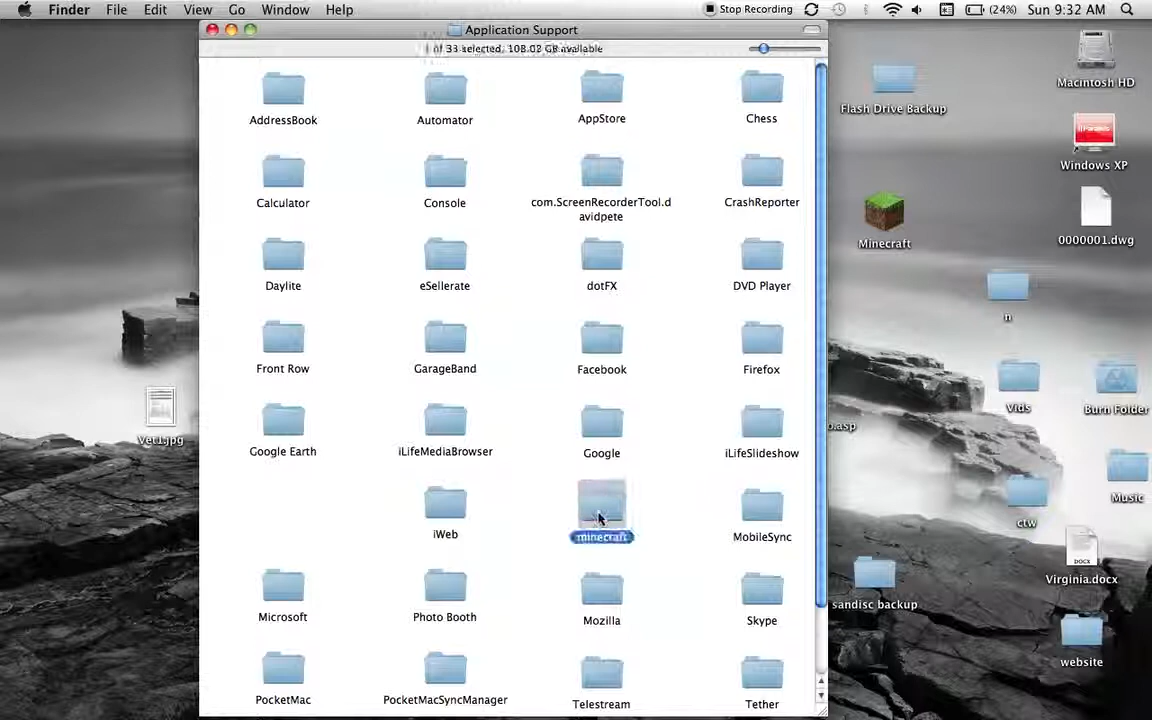 Finder File Edit View Go Window Help Stop Recording (24%) Sun 9:32 AM
Application Support
of 33 selected, 108.02 GB available
AddressBook Automator AppStore Chess
Calculator Console com.ScreenRecorderTool.d
avidpete CrashReporter
Daylite eSellerate dotFX DVD Player
Front Row GarageBand Facebook Firefox
Google Earth iLifeMediaBrowser Google iLifeSlideshow
iWeb minecraft MobileSync
Microsoft Photo Booth Mozilla Skype
PocketMac PocketMacSyncManager Telestream Tether
Vet1.jpg
Macintosh HD
Flash Drive Backup
Windows XP
Minecraft
0000001.dwg
n
Vids
Burn Folder
b.asp
Music
ctw
DOCX
Virginia.docx
sandisc backup
website